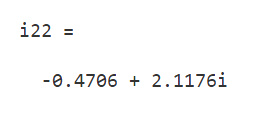 i22 =
-0.4706 + 2.1176i